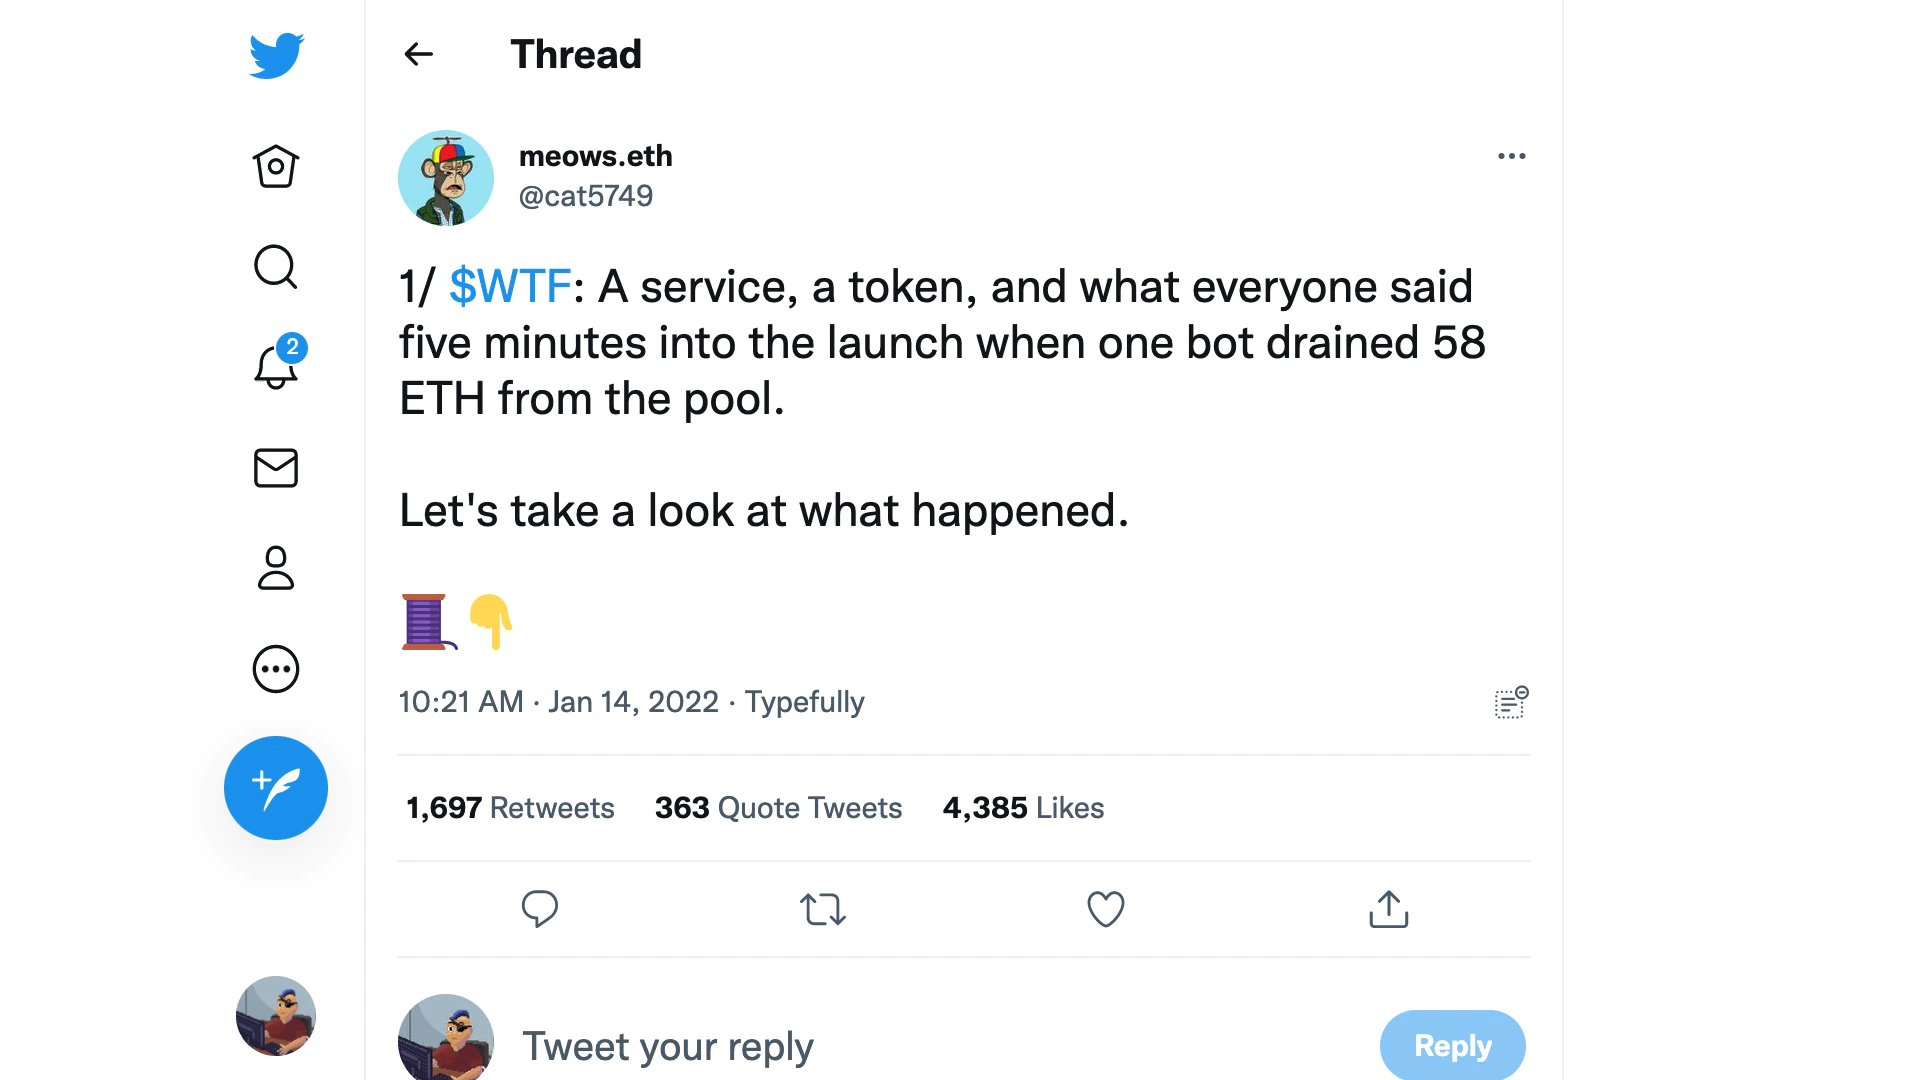 Thread
meows.eth
@cat5749
1/ $WTF: A service, a token, and what everyone said
five minutes into the launch when one bot drained 58
ETH from the pool.
Let's take a look at what happened.
🧵👇
10:21 AM · Jan 14, 2022 · Typefully
1,697 Retweets 363 Quote Tweets 4,385 Likes
2
Tweet your reply
Reply